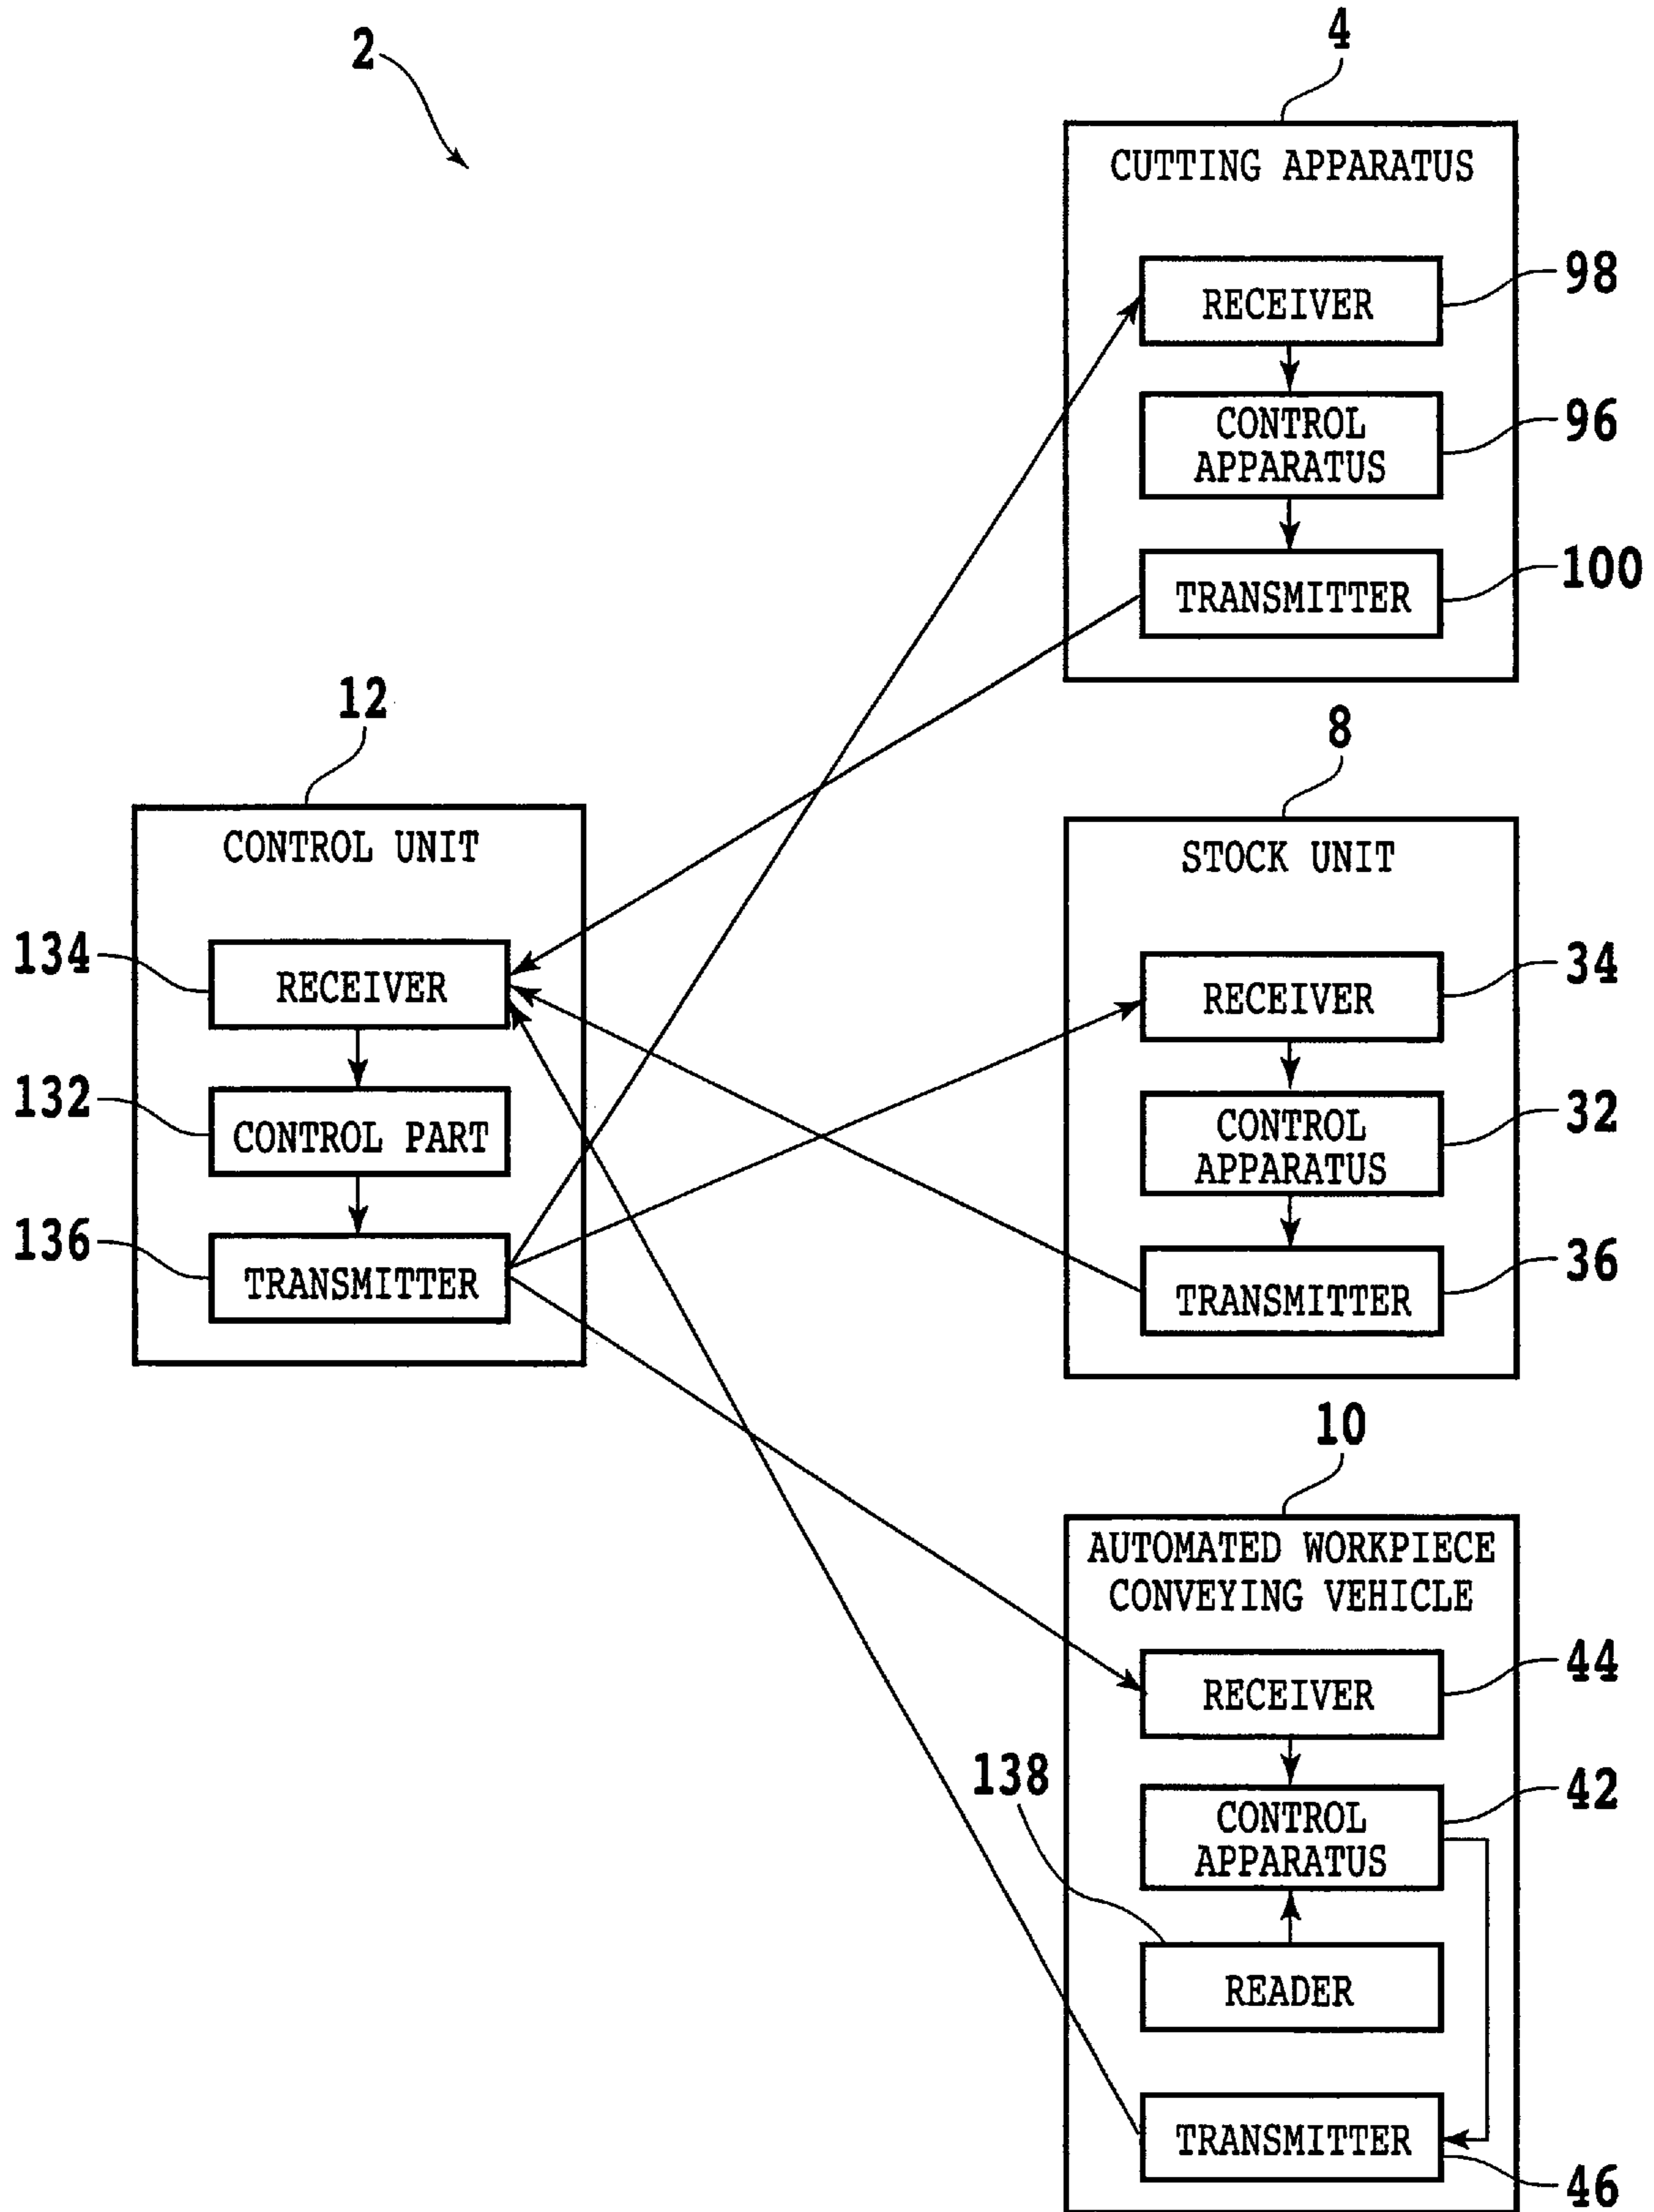 2
4
CUTTING APPARATUS
RECEIVER
98
CONTROL
APPARATUS
96
TRANSMITTER
100
12
CONTROL UNIT
134
RECEIVER
132
CONTROL PART
136
TRANSMITTER
8
STOCK UNIT
RECEIVER
34
CONTROL
APPARATUS
32
TRANSMITTER
36
10
AUTOMATED WORKPIECE
CONVEYING VEHICLE
RECEIVER
44
138
CONTROL
APPARATUS
42
READER
TRANSMITTER
46